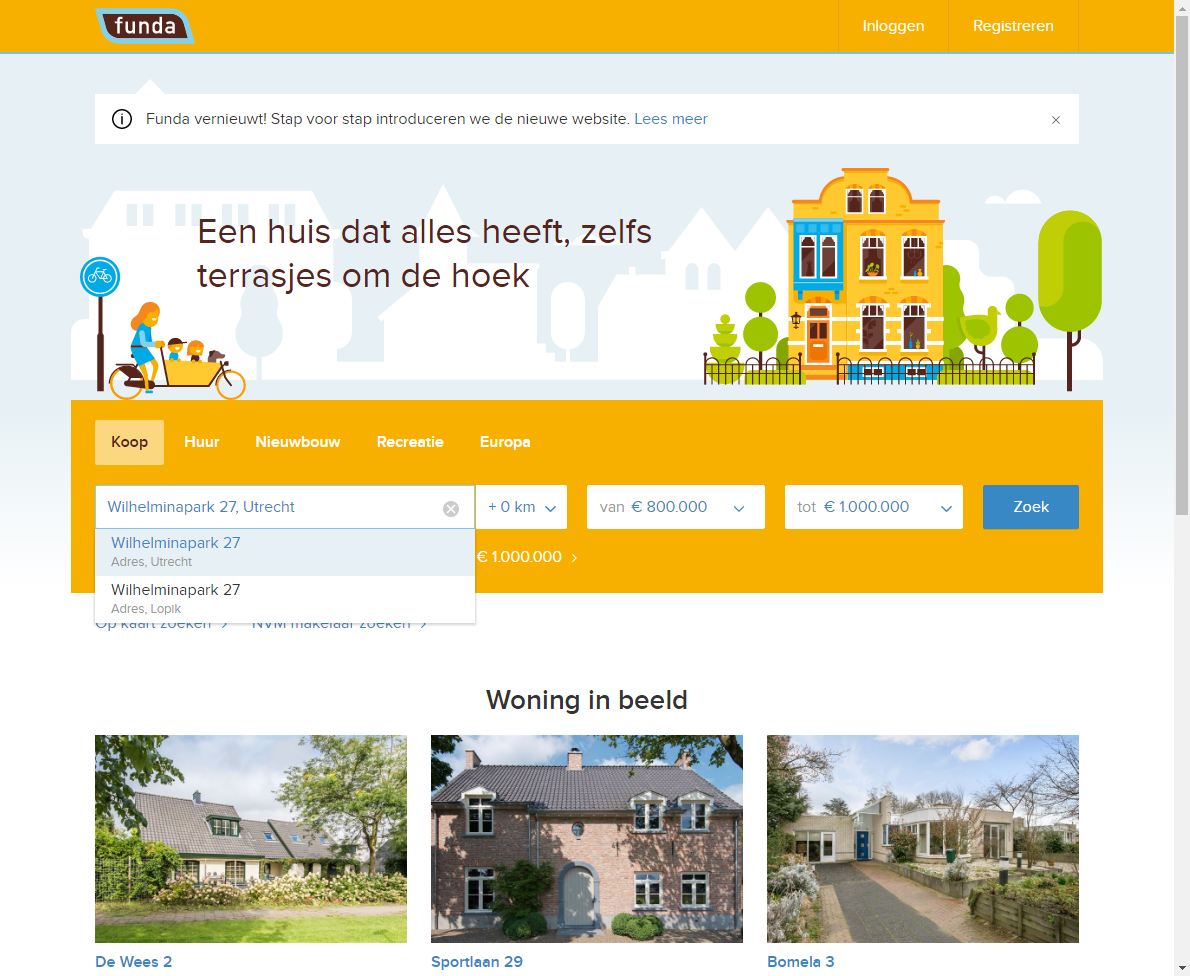 funda
Inloggen
Registreren
Funda vernieuwt! Stap voor stap introduceren we de nieuwe website. Lees meer
Een huis dat alles heeft, zelfs
terrasjes om de hoek
Koop
Huur
Nieuwbouw
Recreatie
Europa
Wilhelminapark 27, Utrecht
+ 0 km
van € 800.000
tot € 1.000.000
Zoek
Wilhelminapark 27
Adres, Utrecht
€ 1.000.000
Wilhelminapark 27
Adres, Lopik
Op kaart zoeken
NVM makelaar zoeken
Woning in beeld
De Wees 2
Sportlaan 29
Bomela 3